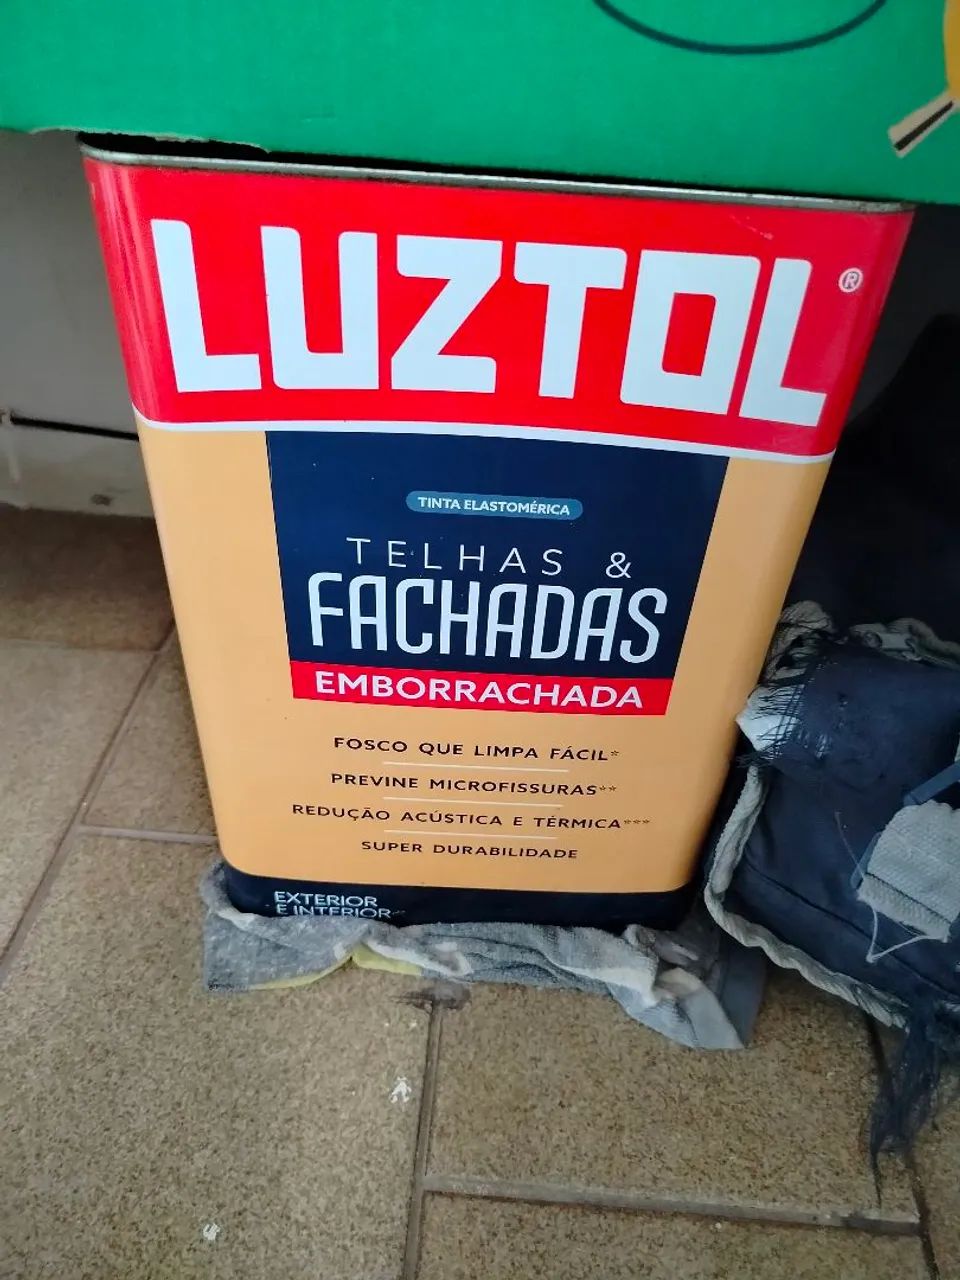 LUZTOL®
TINTA ELASTOMÉRICA
TELHAS &
FACHADAS
EMBORRACHADA
FOSCO QUE LIMPA FÁCIL*
PREVINE MICROFISSURAS**
REDUÇÃO ACÚSTICA E TÉRMICA***
SUPER DURABILIDADE
EXTERIOR
E INTERIOR**